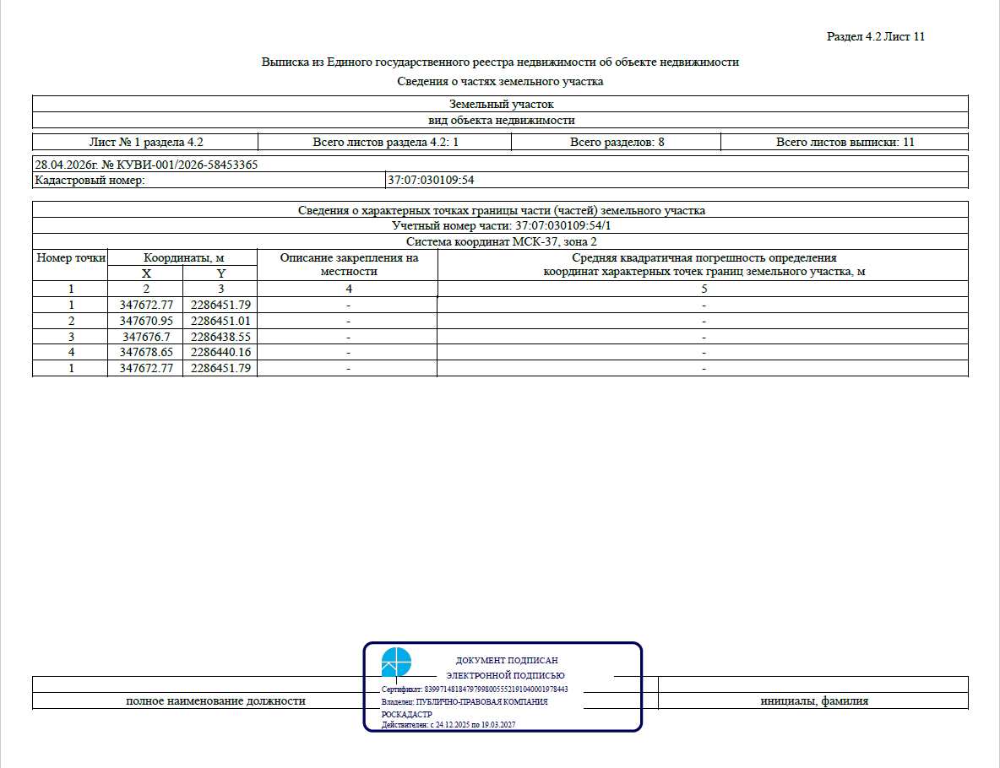 Раздел 4.2 Лист 11
Выписка из Единого государственного реестра недвижимости об объекте недвижимости
Сведения о частях земельного участка
Земельный участок
вид объекта недвижимости
Лист № 1 раздела 4.2 Всего листов раздела 4.2: 1 Всего разделов: 8 Всего листов выписки: 11
28.04.2026г. № КУВИ-001/2026-58453365
Кадастровый номер: 37:07:030109:54
Сведения о характерных точках границы части (частей) земельного участка
Учетный номер части: 37:07:030109:54/1
Система координат МСК-37, зона 2
Номер точки Координаты, м Описание закрепления на местности Средняя квадратичная погрешность определения координат характерных точек границ земельного участка, м
X Y
1 2 3 4 5
1 347672.77 2286451.79 - -
2 347670.95 2286451.01 - -
3 347676.7 2286438.55 - -
4 347678.65 2286440.16 - -
1 347672.77 2286451.79 - -
ДОКУМЕНТ ПОДПИСАН
ЭЛЕКТРОННОЙ ПОДПИСЬЮ
Сертификат: 83997148184797998005552191040001978443
Владелец: ПУБЛИЧНО-ПРАВОВАЯ КОМПАНИЯ
РОСКАДАСТР
Действителен: с 24.12.2025 по 19.03.2027
полное наименование должности инициалы, фамилия